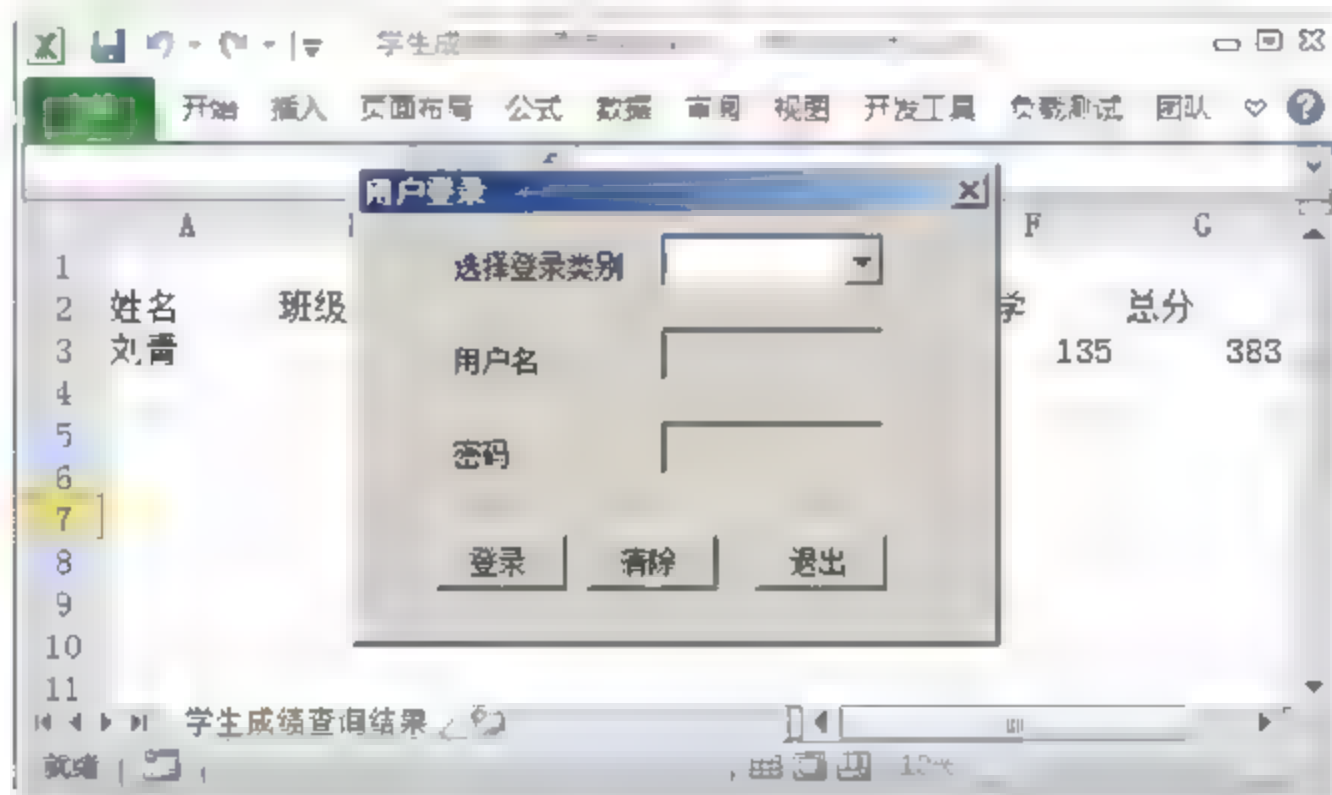 学生成
开始 插入 页面布局 公式 数据 审阅 视图 开发工具 负载测试 团队
用户登录
A F G
选择登录类别
1
2 姓名 班级 学 总分
3 刘青 135 383
用户名
4
5
密码
6
7
登录 清除 退出
8
9
10
11
学生成绩查询结果
就绪